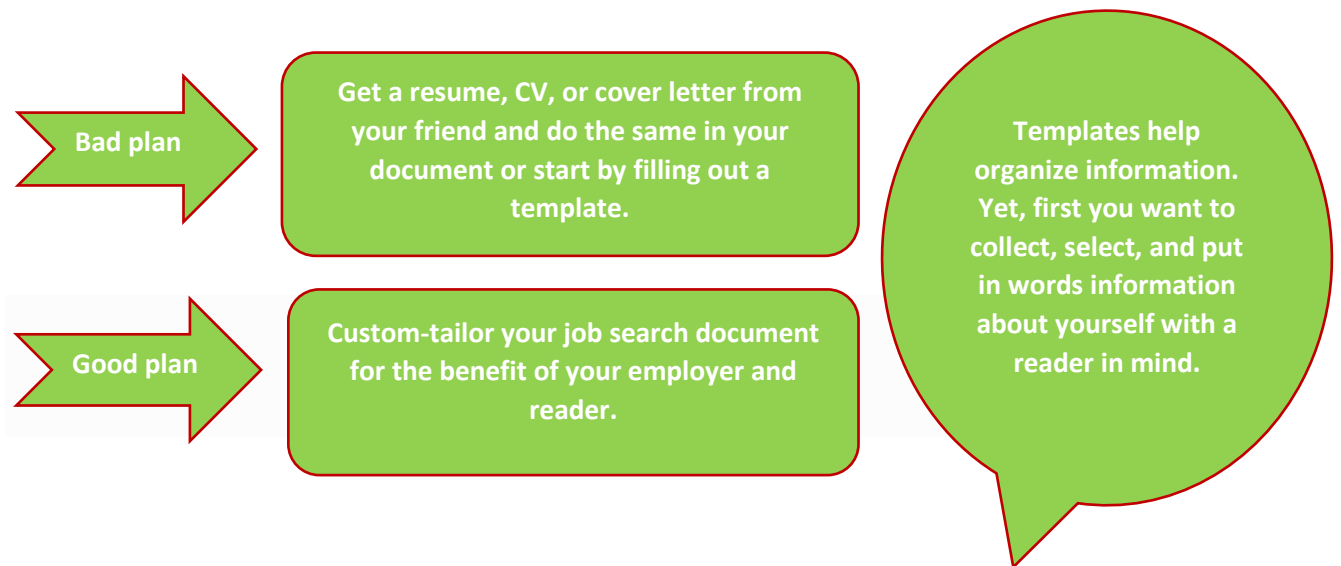 Bad plan
Get a resume, CV, or cover letter from
your friend and do the same in your
document or start by filling out a
template.
Good plan
Custom-tailor your job search document
for the benefit of your employer and
reader.
Templates help
organize information.
Yet, first you want to
collect, select, and put
in words information
about yourself with a
reader in mind.